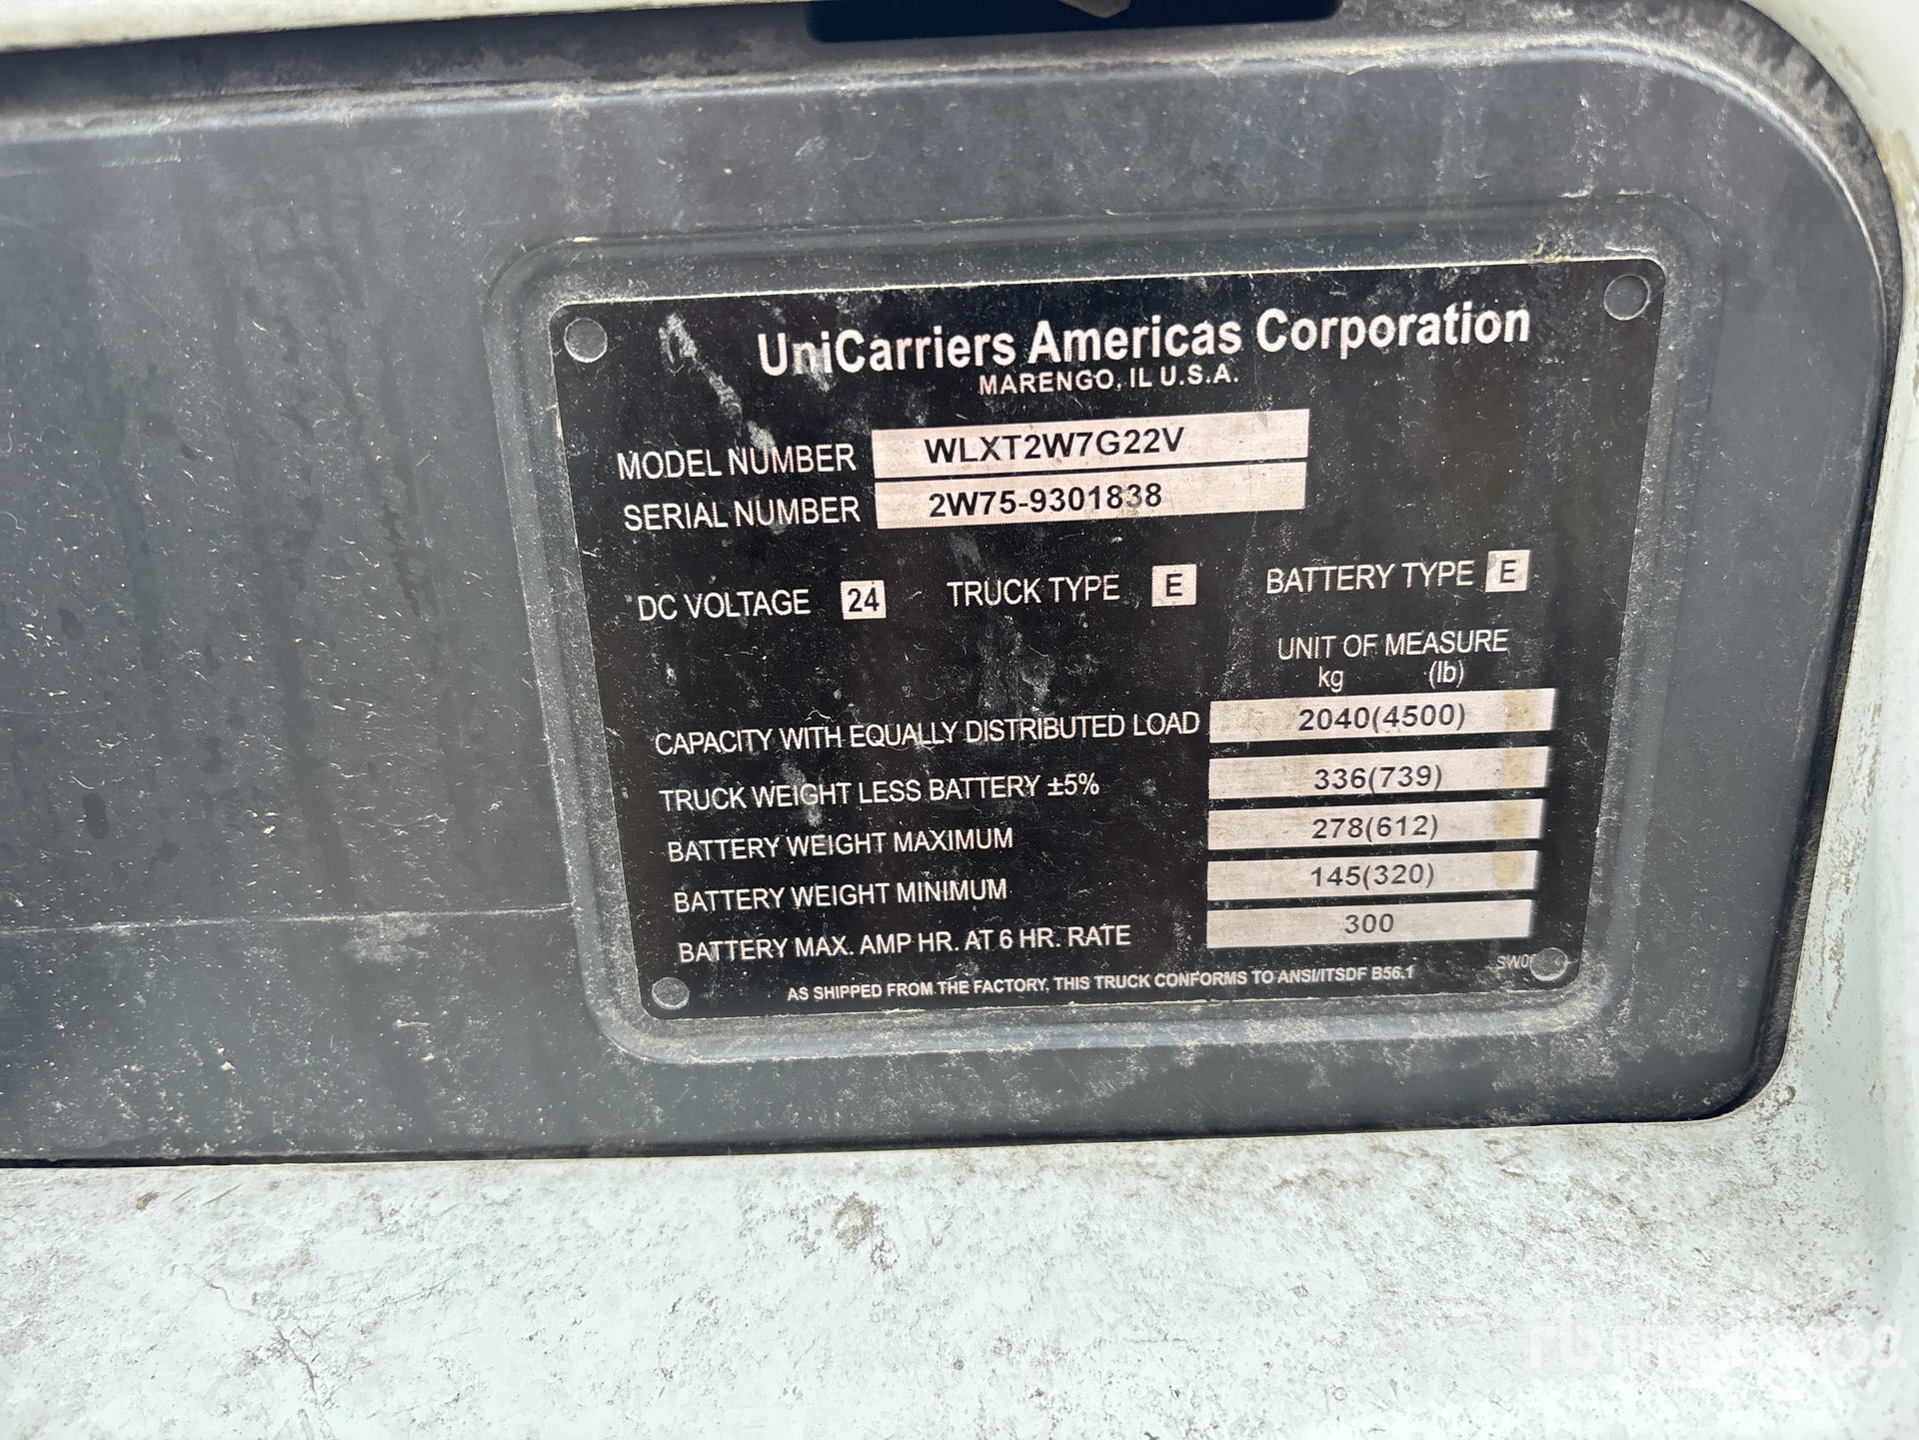 UniCarriers Americas Corporation
MARENGO, IL U.S.A.
MODEL NUMBER WLXT2W7G22V
SERIAL NUMBER 2W75-9301838
DC VOLTAGE 24 TRUCK TYPE E BATTERY TYPE E
UNIT OF MEASURE
kg (lb)
CAPACITY WITH EQUALLY DISTRIBUTED LOAD 2040(4500)
TRUCK WEIGHT LESS BATTERY ±5% 336(739)
BATTERY WEIGHT MAXIMUM 278(612)
BATTERY WEIGHT MINIMUM 145(320)
BATTERY MAX. AMP HR. AT 6 HR. RATE 300
AS SHIPPED FROM THE FACTORY, THIS TRUCK CONFORMS TO ANSI/ITSDF B56.1